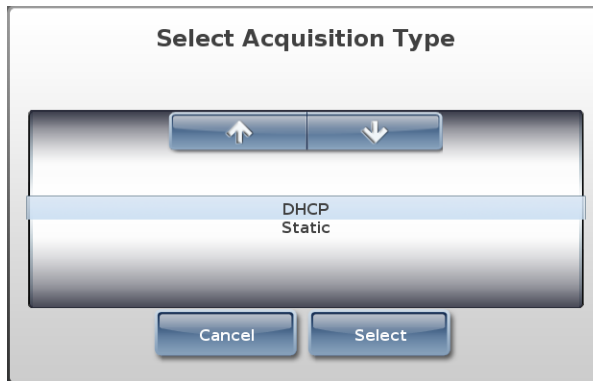 Select Acquisition Type
DHCP
Static
Cancel
Select